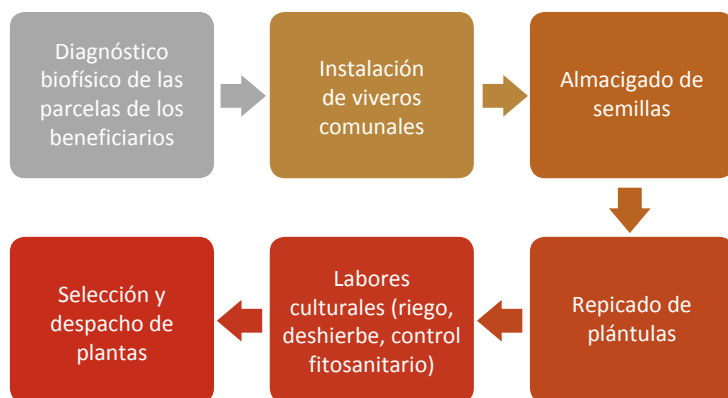 Diagnóstico
biofísico de las
parcelas de los
beneficiarios
Instalación
de viveros
comunales
Almacigado de
semillas
Repicado de
plántulas
Labores
culturales (riego,
deshierbe, control
fitosanitario)
Selección y
despacho de
plantas